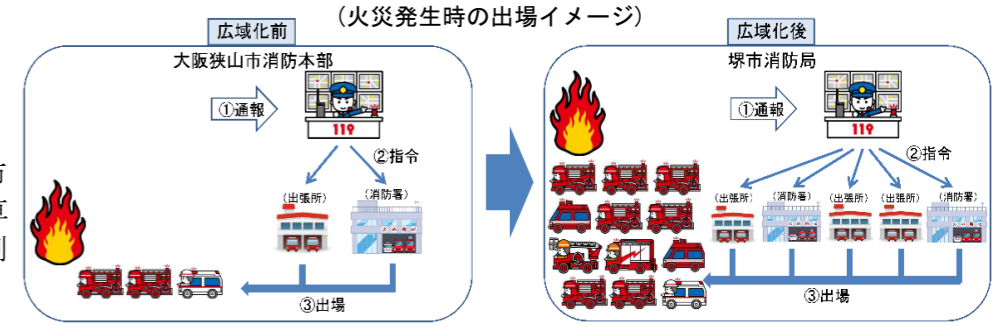 (火災発生時の出場イメージ)
広域化前
大阪狭山市消防本部
①通報
119
②指令
(出張所)
(消防署)
③出場
広域化後
堺市消防局
①通報
119
②指令
(出張所)
(消防署)
(出張所)
(出張所)
(消防署)
③出場